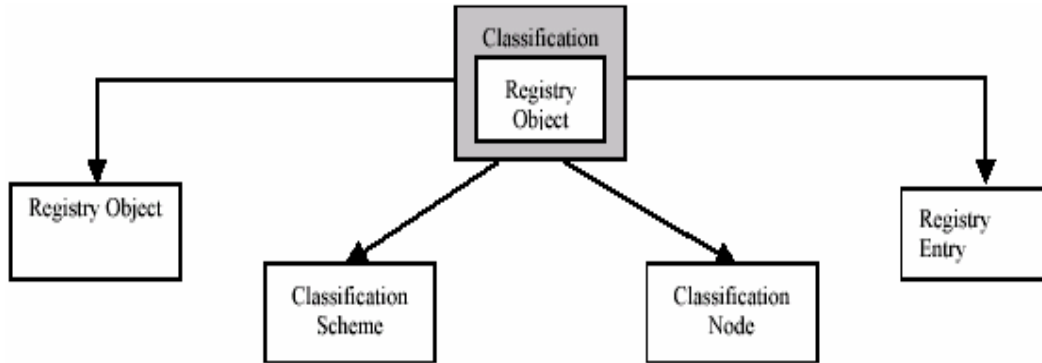 Classification
Registry
Object
Registry Object
Registry
Entry
Classification
Scheme
Classification
Node